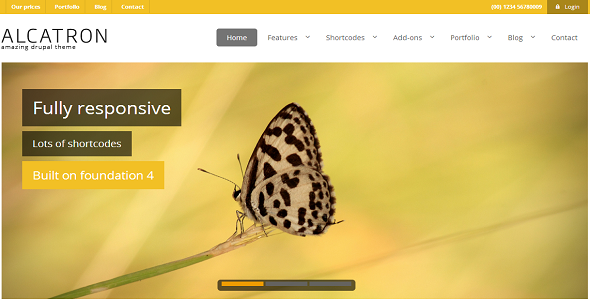 Our prices Portfolio Blog Contact (00) 1234 56780009 Login
ALCATRON
amazing drupal theme
Home Features Shortcodes Add-ons Portfolio Blog Contact
Fully responsive
Lots of shortcodes
Built on foundation 4